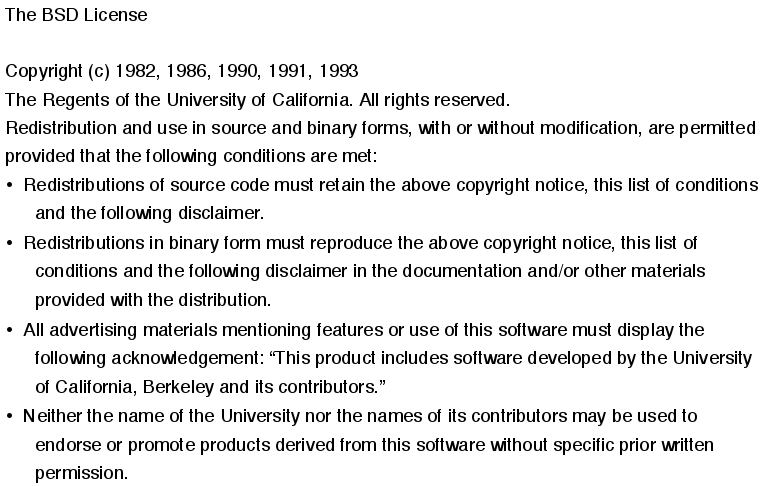 The BSD License
Copyright (c) 1982, 1986, 1990, 1991, 1993
The Regents of the University of California. All rights reserved.
Redistribution and use in source and binary forms, with or without modification, are permitted
provided that the following conditions are met:
• Redistributions of source code must retain the above copyright notice, this list of conditions
and the following disclaimer.
• Redistributions in binary form must reproduce the above copyright notice, this list of
conditions and the following disclaimer in the documentation and/or other materials
provided with the distribution.
• All advertising materials mentioning features or use of this software must display the
following acknowledgement: “This product includes software developed by the University
of California, Berkeley and its contributors.”
• Neither the name of the University nor the names of its contributors may be used to
endorse or promote products derived from this software without specific prior written
permission.